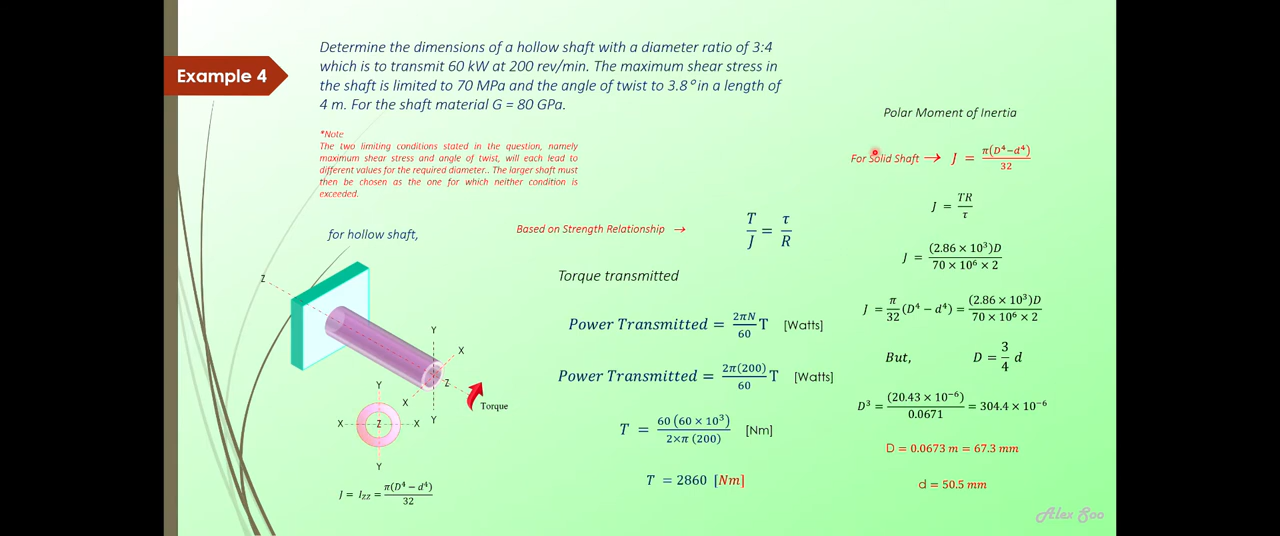 Example 4
Determine the dimensions of a hollow shaft with a diameter ratio of 3:4
which is to transmit 60 kW at 200 rev/min. The maximum shear stress in
the shaft is limited to 70 MPa and the angle of twist to 3.8° in a length of
4 m. For the shaft material G = 80 GPa.
*Note
The two limiting conditions stated in the question, namely
maximum shear stress and angle of twist, will each lead to
different values for the required diameter.. The larger shaft must
then be chosen as the one for which neither condition is
exceeded.
for hollow shaft,
Z
Y
X
Z
X
Y
Torque
Y
X
Z
X
Y
J = I_ZZ = π(D⁴−d⁴)/32
Based on Strength Relationship →
T/J = τ/R
Torque transmitted
Power Transmitted = 2πN/60 T [Watts]
Power Transmitted = 2π(200)/60 T [Watts]
T = 60 (60 × 10³)/2×π (200) [Nm]
T = 2860 [Nm]
Polar Moment of Inertia
For Solid Shaft → J = π(D⁴−d⁴)/32
J = TR/τ
J = (2.86 × 10³)D/70 × 10⁶ × 2
J = π/32 (D⁴ − d⁴) = (2.86 × 10³)D/70 × 10⁶ × 2
But, D = 3/4 d
D³ = (20.43 × 10⁻⁶)/0.0671 = 304.4 × 10⁻⁶
D = 0.0673 m = 67.3 mm
d = 50.5 mm
Alex Soo